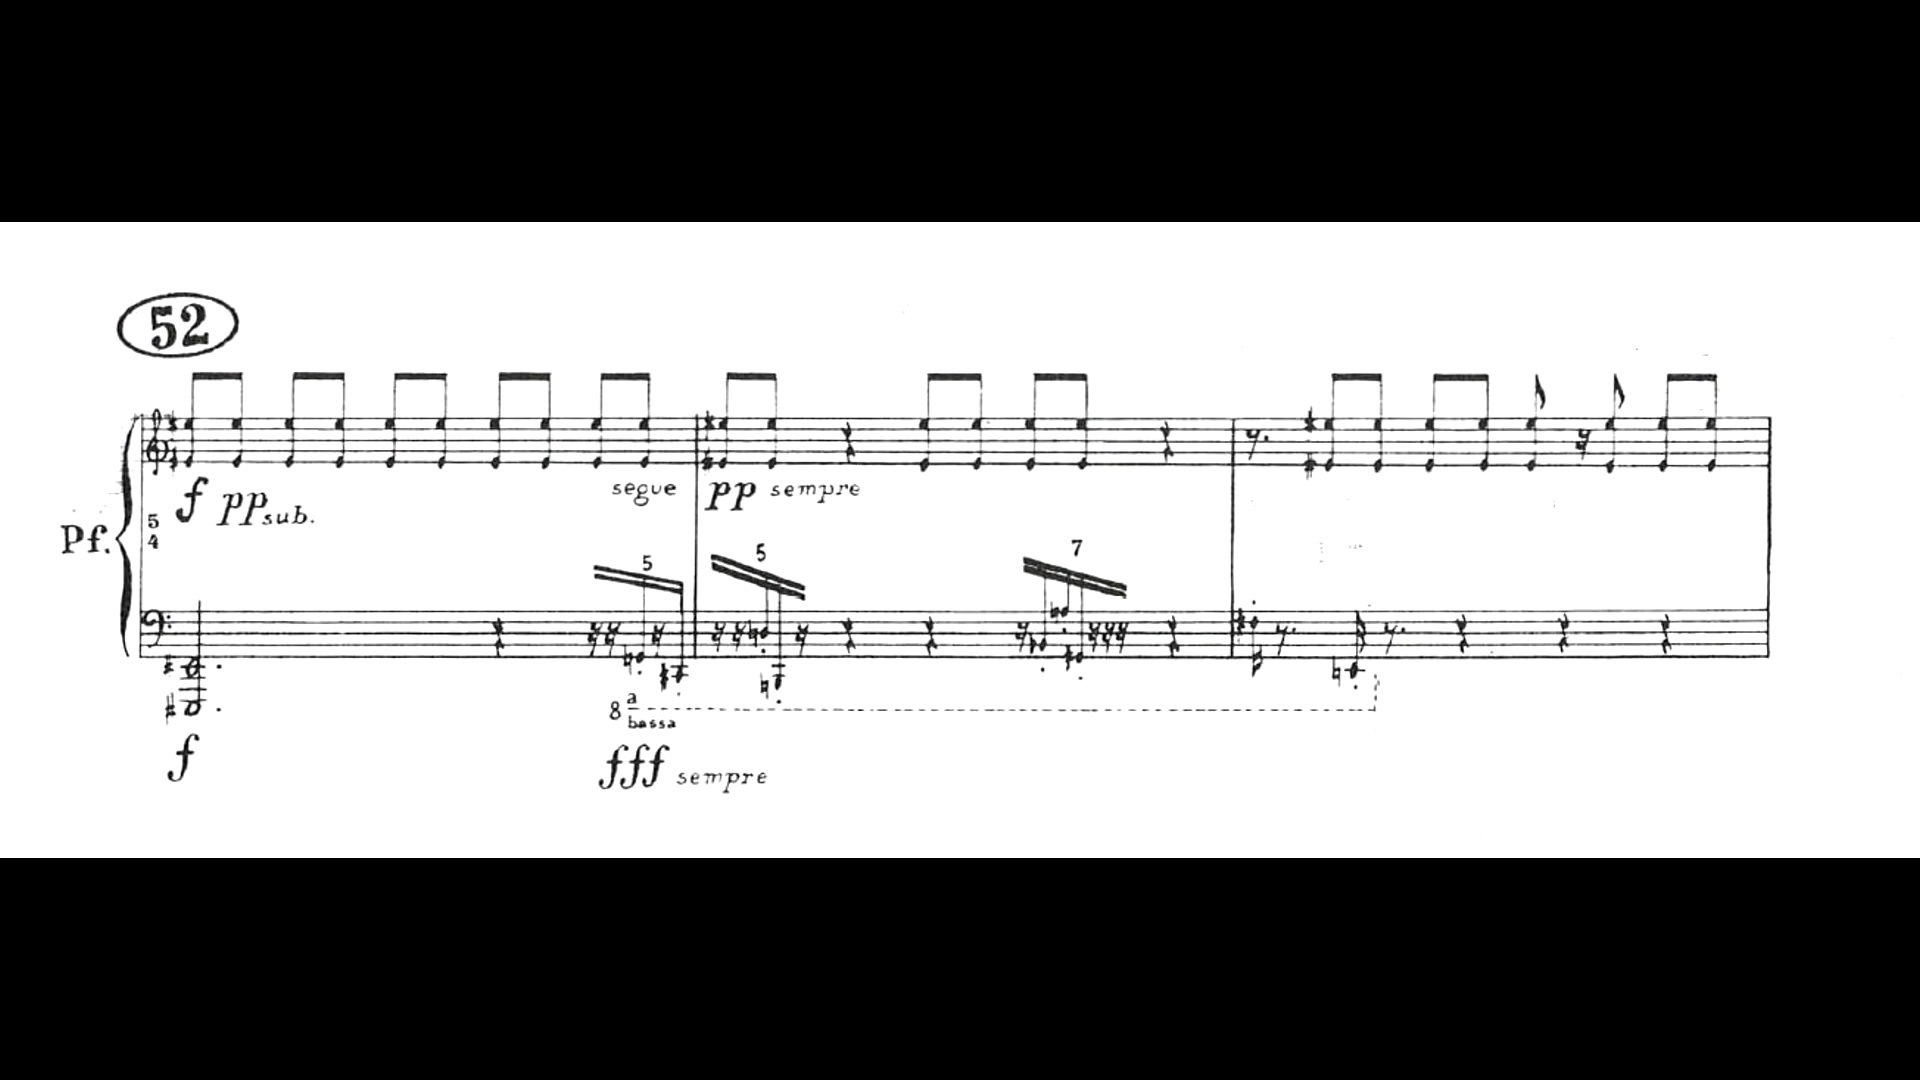 52
f pp sub.
segue
pp sempre
Pf.
5
4
5
5
7
8 a bassa
f
fff sempre